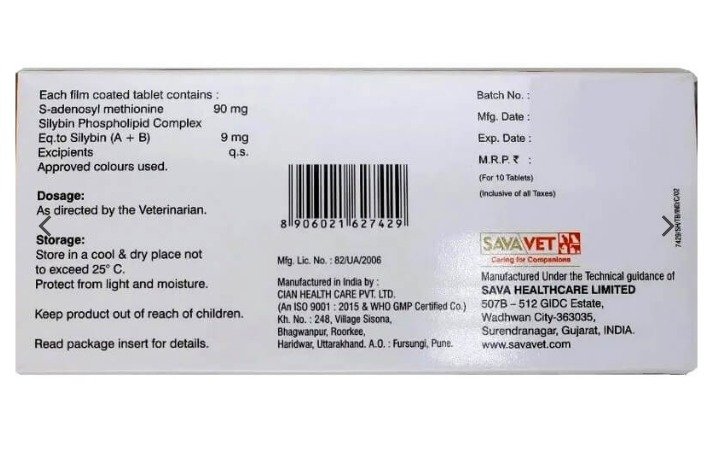 Each film coated tablet contains :
S-adenosyl methionine 90 mg
Silybin Phospholipid Complex
Eq.to Silybin (A + B) 9 mg
Excipients q.s.
Approved colours used.
Dosage:
As directed by the Veterinarian.
Storage:
Store in a cool & dry place not
to exceed 25° C.
Protect from light and moisture.
Keep product out of reach of children.
Read package insert for details.
8 906021 627429
Mfg. Lic. No. : 82/UA/2006
Manufactured in India by :
CIAN HEALTH CARE PVT. LTD.
(An ISO 9001 : 2015 & WHO GMP Certified Co.)
Kh. No. : 248, Village Sisona,
Bhagwanpur, Roorkee,
Haridwar, Uttarakhand. A.O. : Fursungi, Pune.
Batch No. :
Mfg. Date :
Exp. Date :
M.R.P. ₹ :
(For 10 Tablets)
(Inclusive of all Taxes)
SAVAVET
Caring for Companions
Manufactured Under the Technical guidance of
SAVA HEALTHCARE LIMITED
507B – 512 GIDC Estate,
Wadhwan City-363035,
Surendranagar, Gujarat, INDIA.
www.savavet.com